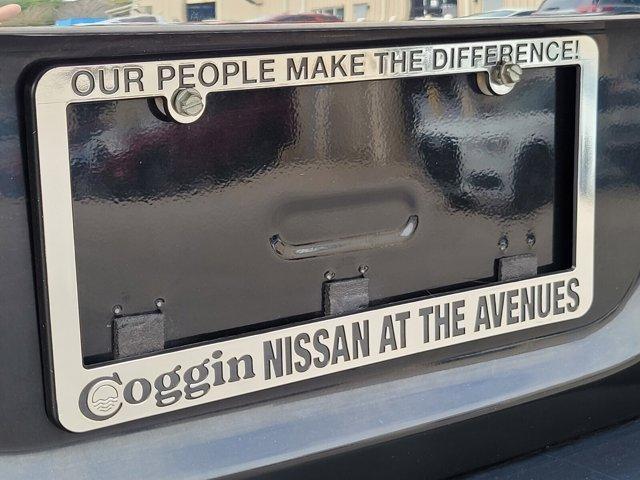 OUR PEOPLE MAKE THE DIFFERENCE!
Coggin NISSAN AT THE AVENUES